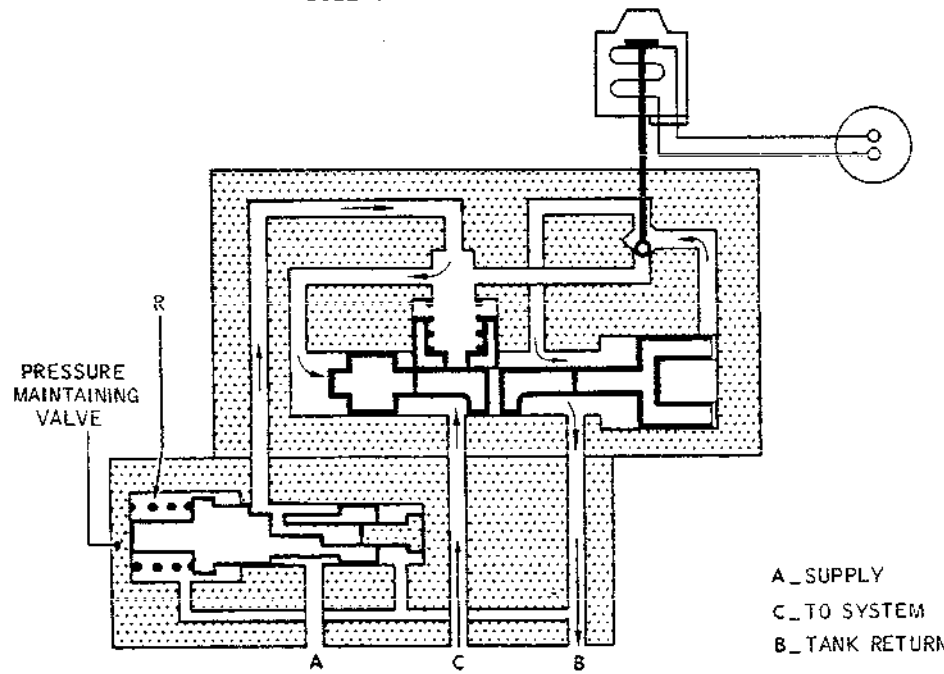 R
PRESSURE
MAINTAINING
VALVE
A_SUPPLY
C_TO SYSTEM
B_TANK RETURN
A
C
B